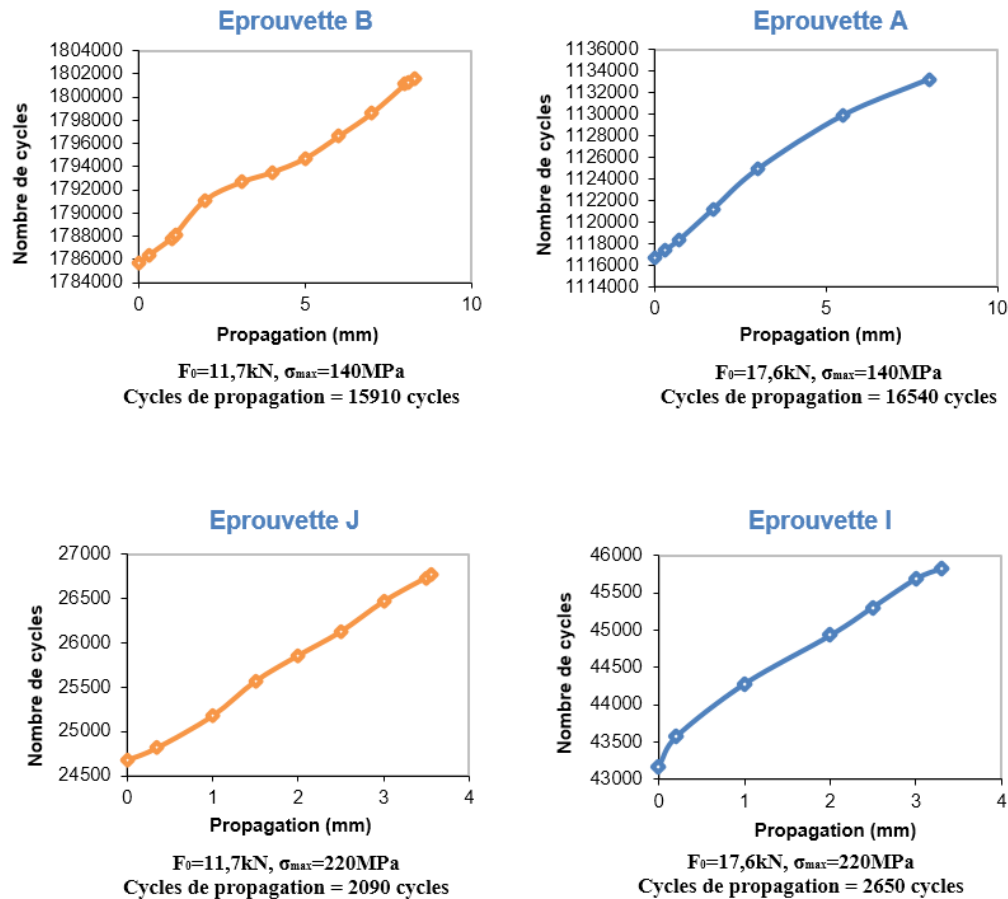 Eprouvette B
Nombre de cycles
1804000
1802000
1800000
1798000
1796000
1794000
1792000
1790000
1788000
1786000
1784000
0 5 10
Propagation (mm)
F₀=11,7kN, σmax=140MPa
Cycles de propagation = 15910 cycles
Eprouvette A
Nombre de cycles
1136000
1134000
1132000
1130000
1128000
1126000
1124000
1122000
1120000
1118000
1116000
1114000
0 5 10
Propagation (mm)
F₀=17,6kN, σmax=140MPa
Cycles de propagation = 16540 cycles
Eprouvette J
Nombre de cycles
27000
26500
26000
25500
25000
24500
0 1 2 3 4
Propagation (mm)
F₀=11,7kN, σmax=220MPa
Cycles de propagation = 2090 cycles
Eprouvette I
Nombre de cycles
46000
45500
45000
44500
44000
43500
43000
0 1 2 3 4
Propagation (mm)
F₀=17,6kN, σmax=220MPa
Cycles de propagation = 2650 cycles